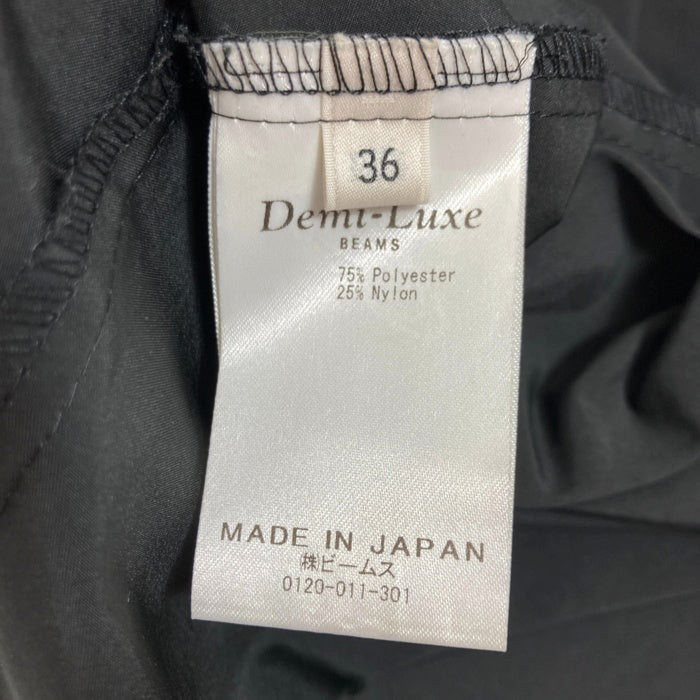 36
Demi-Luxe
BEAMS
75% Polyester
25% Nylon
MADE IN JAPAN
㈱ビームス
0120-011-301